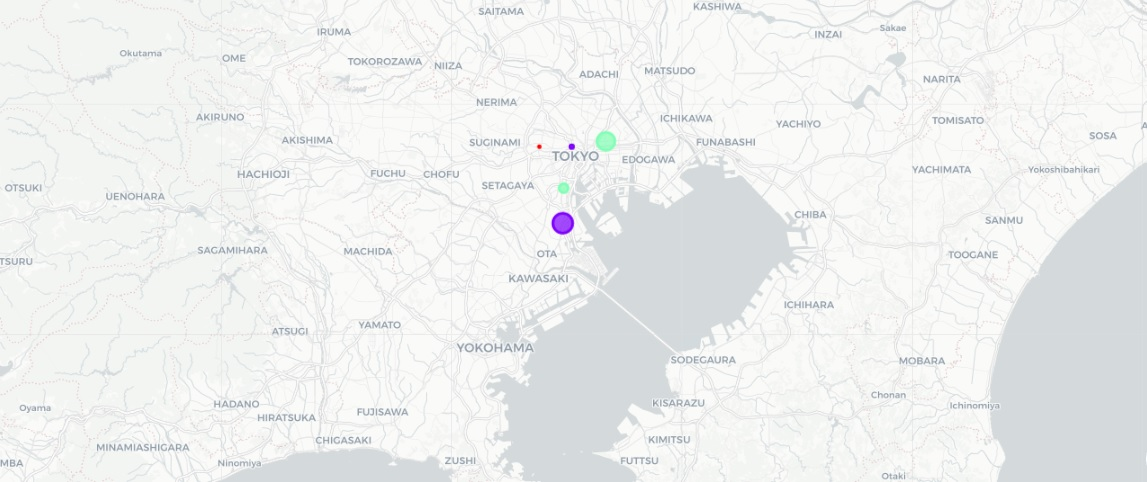 KASHIWA
SAITAMA
Sakae
IRUMA
INZAI
Okutama
OME
TOKOROZAWA
NIIZA
ADACHI
MATSUDO
NARITA
NERIMA
AKIRUNO
ICHIKAWA
YACHIYO
TOMISATO
SOSA
AKISHIMA
SUGINAMI
FUNABASHI
TOKYO
EDOGAWA
HACHIOJI
FUCHU
CHOFU
YACHIMATA
Yokoshibahikari
OTSUKI
SETAGAYA
UENOHARA
CHIBA
SANMU
SAGAMIHARA
MACHIDA
OTA
TOOGANE
TSURU
KAWASAKI
ICHIHARA
ATSUGI
YAMATO
YOKOHAMA
SODEGAURA
MOBARA
Chonan
HADANO
KISARAZU
Ichinomiya
Oyama
HIRATSUKA
FUJISAWA
MINAMIASHIGARA
CHIGASAKI
KIMITSU
MBA
Ninomiya
ZUSHI
FUTTSU
Otaki